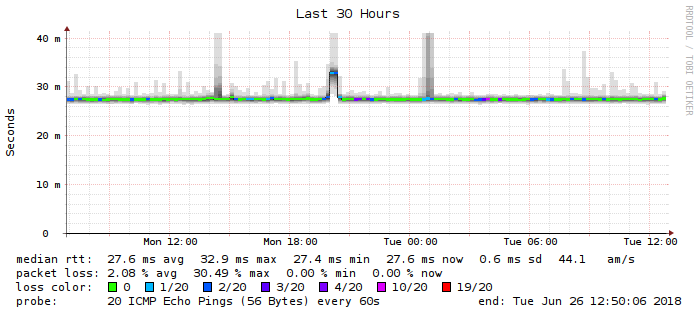 Last 30 Hours
RRDTOOL / TOBI OETIKER
Seconds
40 m
30 m
20 m
10 m
0
Mon 12:00 Mon 18:00 Tue 00:00 Tue 06:00 Tue 12:00
median rtt: 27.6 ms avg 32.9 ms max 27.4 ms min 27.6 ms now 0.6 ms sd 44.1 am/s
packet loss: 2.08 % avg 30.49 % max 0.00 % min 0.00 % now
loss color: 0 1/20 2/20 3/20 4/20 10/20 19/20
probe: 20 ICMP Echo Pings (56 Bytes) every 60s end: Tue Jun 26 12:50:06 2018